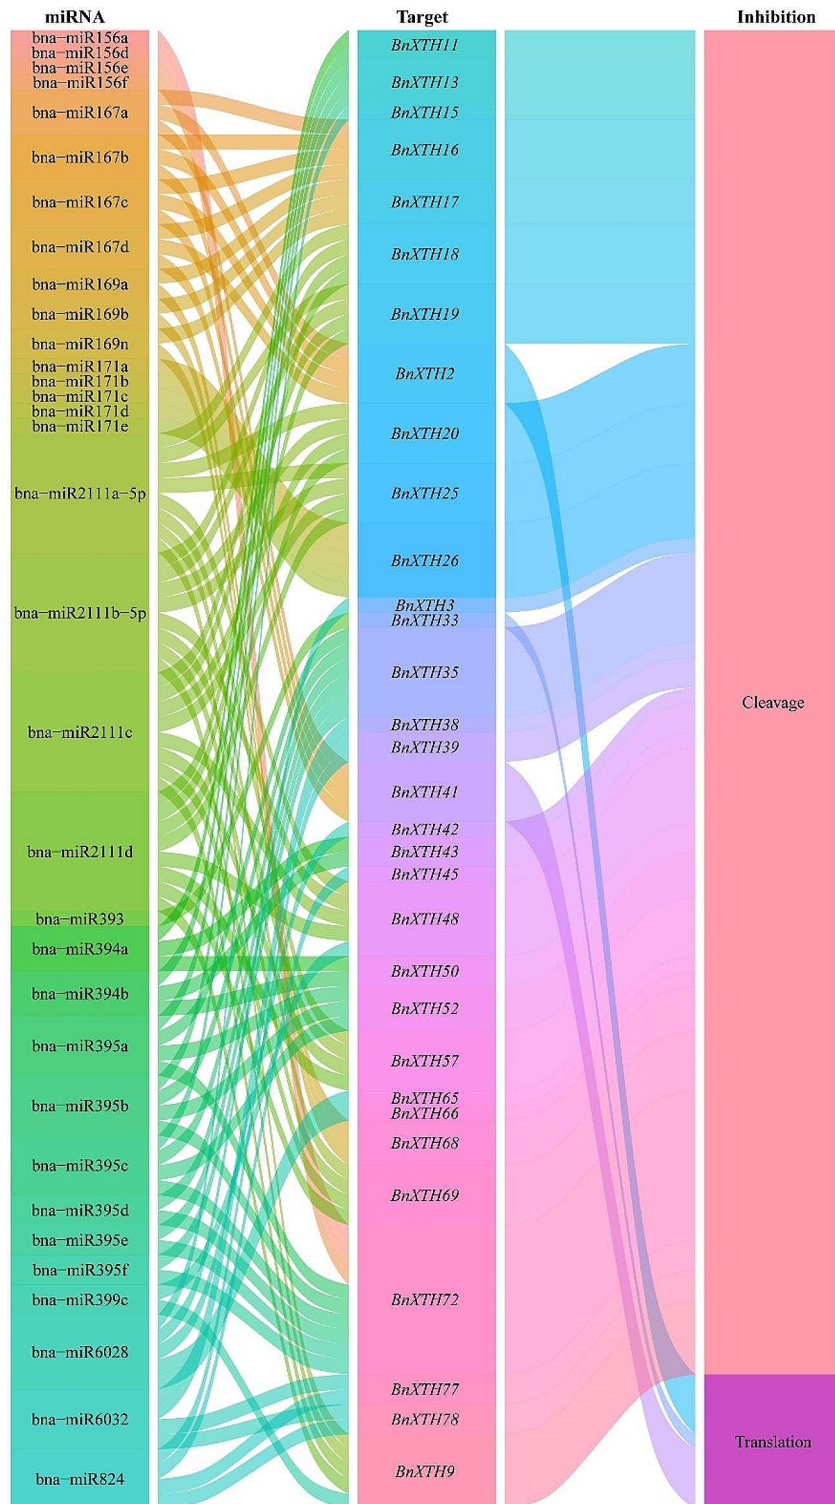 miRNA
Target
Inhibition
bna-miR156a
bna-miR156d
bna-miR156e
bna-miR156f
bna-miR167a
bna-miR167b
bna-miR167c
bna-miR167d
bna-miR169a
bna-miR169b
bna-miR169n
bna-miR171a
bna-miR171b
bna-miR171c
bna-miR171d
bna-miR171e
bna-miR2111a-5p
bna-miR2111b-5p
bna-miR2111c
bna-miR2111d
bna-miR393
bna-miR394a
bna-miR394b
bna-miR395a
bna-miR395b
bna-miR395c
bna-miR395d
bna-miR395e
bna-miR395f
bna-miR399c
bna-miR6028
bna-miR6032
bna-miR824
BnXTH11
BnXTH13
BnXTH15
BnXTH16
BnXTH17
BnXTH18
BnXTH19
BnXTH2
BnXTH20
BnXTH25
BnXTH26
BnXTH3
BnXTH33
BnXTH35
BnXTH38
BnXTH39
BnXTH41
BnXTH42
BnXTH43
BnXTH45
BnXTH48
BnXTH50
BnXTH52
BnXTH57
BnXTH65
BnXTH66
BnXTH68
BnXTH69
BnXTH72
BnXTH77
BnXTH78
BnXTH9
Cleavage
Translation